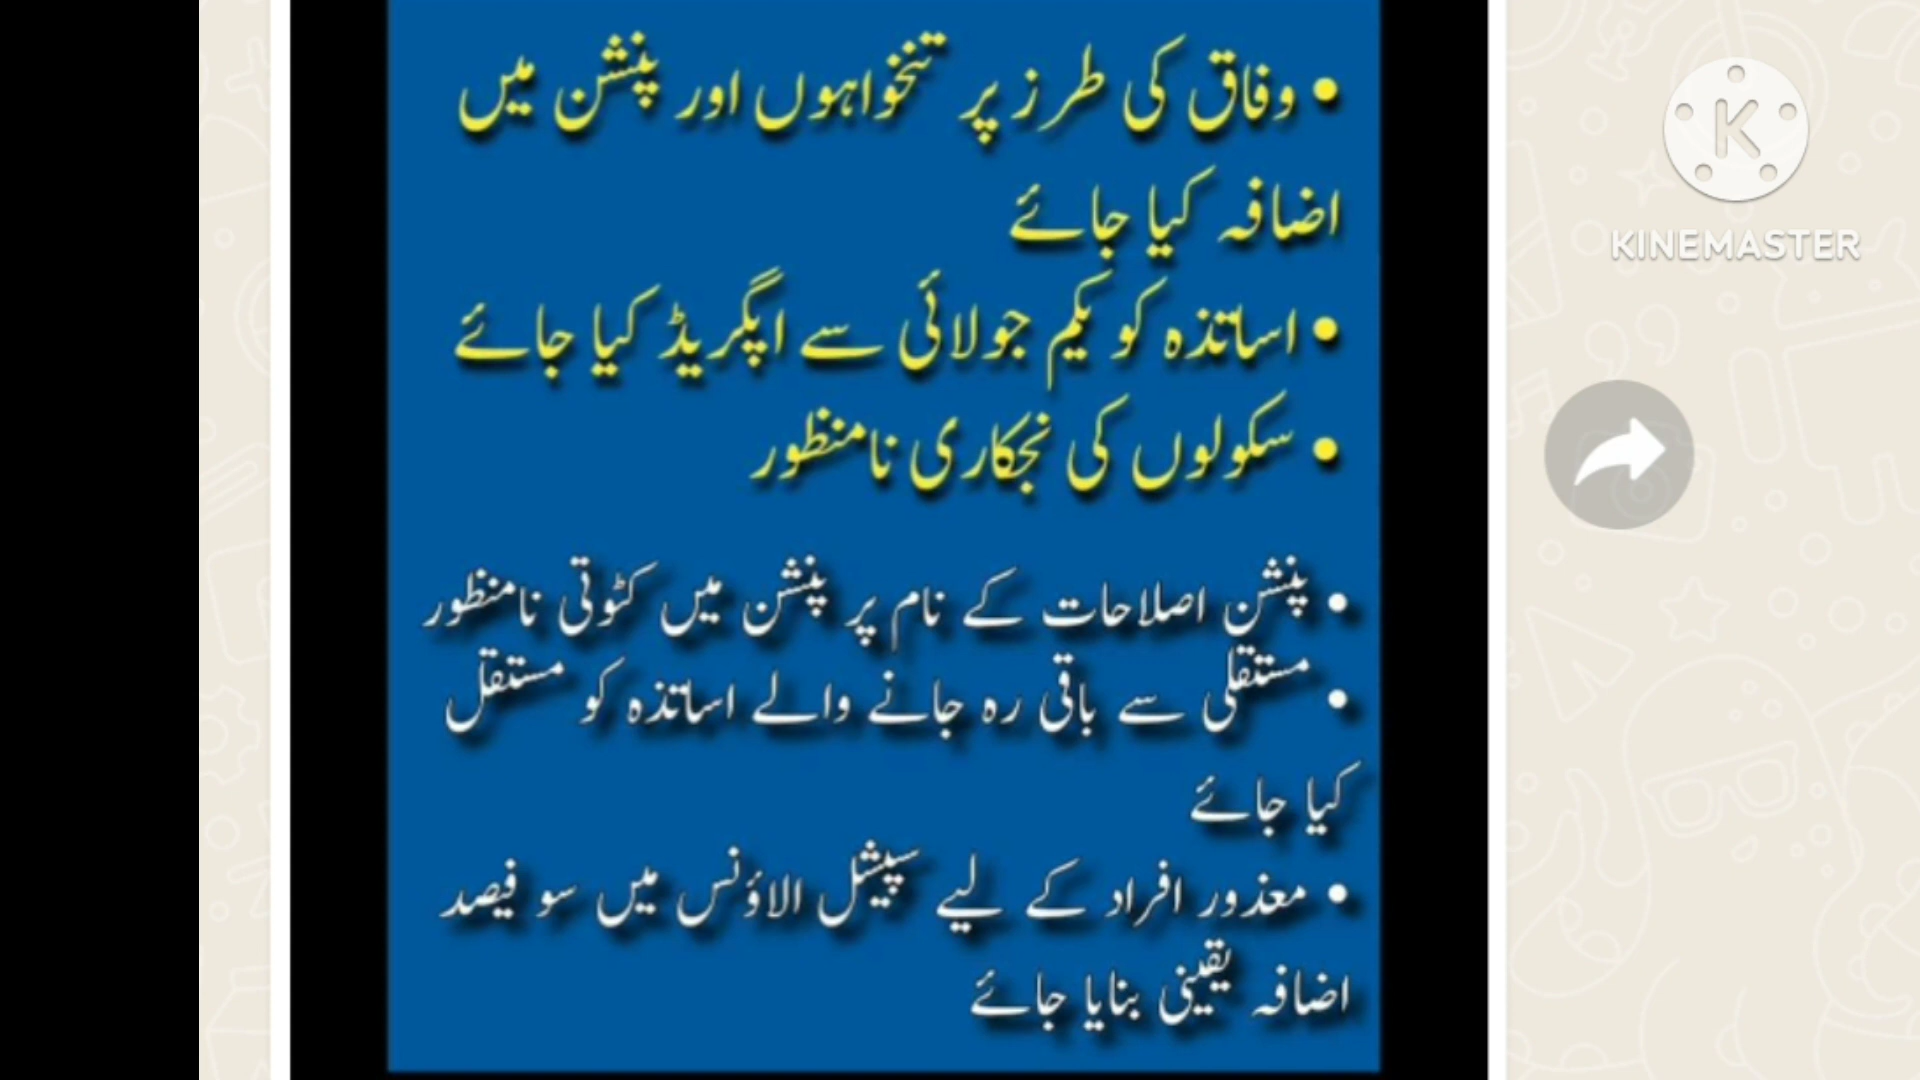 • وفاق کی طرز پر تنخواہوں اور پنشن میں
اضافہ کیا جائے
• اساتذہ کو یکم جولائی سے اپگریڈ کیا جائے
• سکولوں کی نجکاری نامنظور
• پنشن اصلاحات کے نام پر پنشن میں کٹوتی نامنظور
• مستقلی سے باقی رہ جانے والے اساتذہ کو مستقل
کیا جائے
• معذور افراد کے لیے سپیشل الاؤنس میں سو فیصد
اضافہ یقینی بنایا جائے
K
KINEMASTER